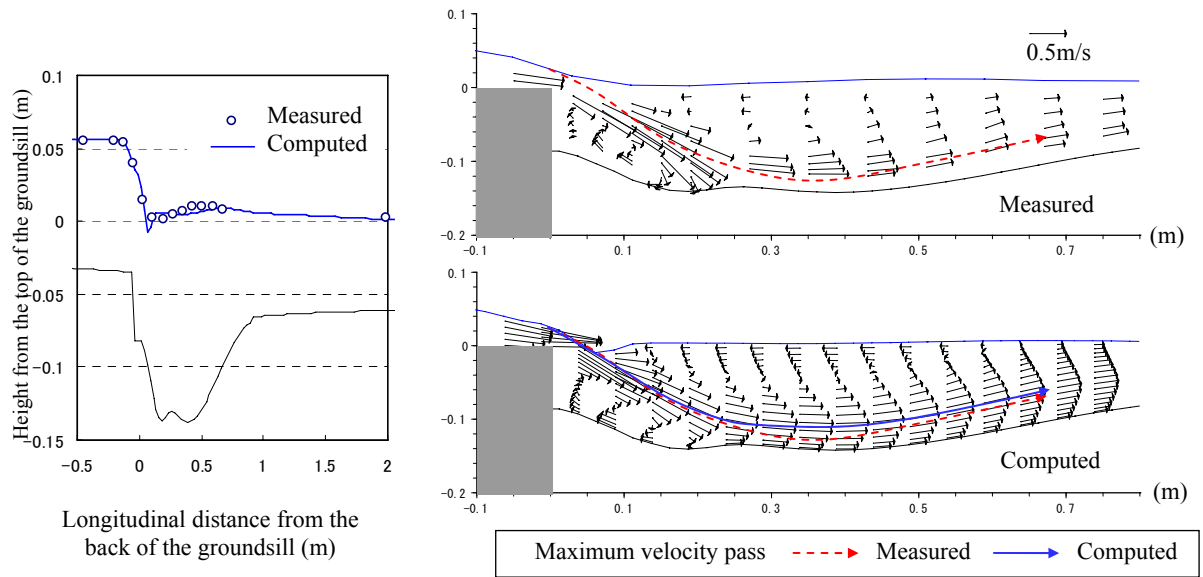 Height from the top of the groundsill (m)
0.1
0.05
0
-0.05
-0.1
-0.15
-0.5
0
0.5
1
1.5
2
Measured
Computed
Longitudinal distance from the
back of the groundsill (m)
0.1
0
-0.1
-0.2
-0.1
0.1
0.3
0.5
0.7
(m)
0.5m/s
Measured
0.1
0
-0.1
-0.2
-0.1
0.1
0.3
0.5
0.7
(m)
Computed
Maximum velocity pass Measured Computed